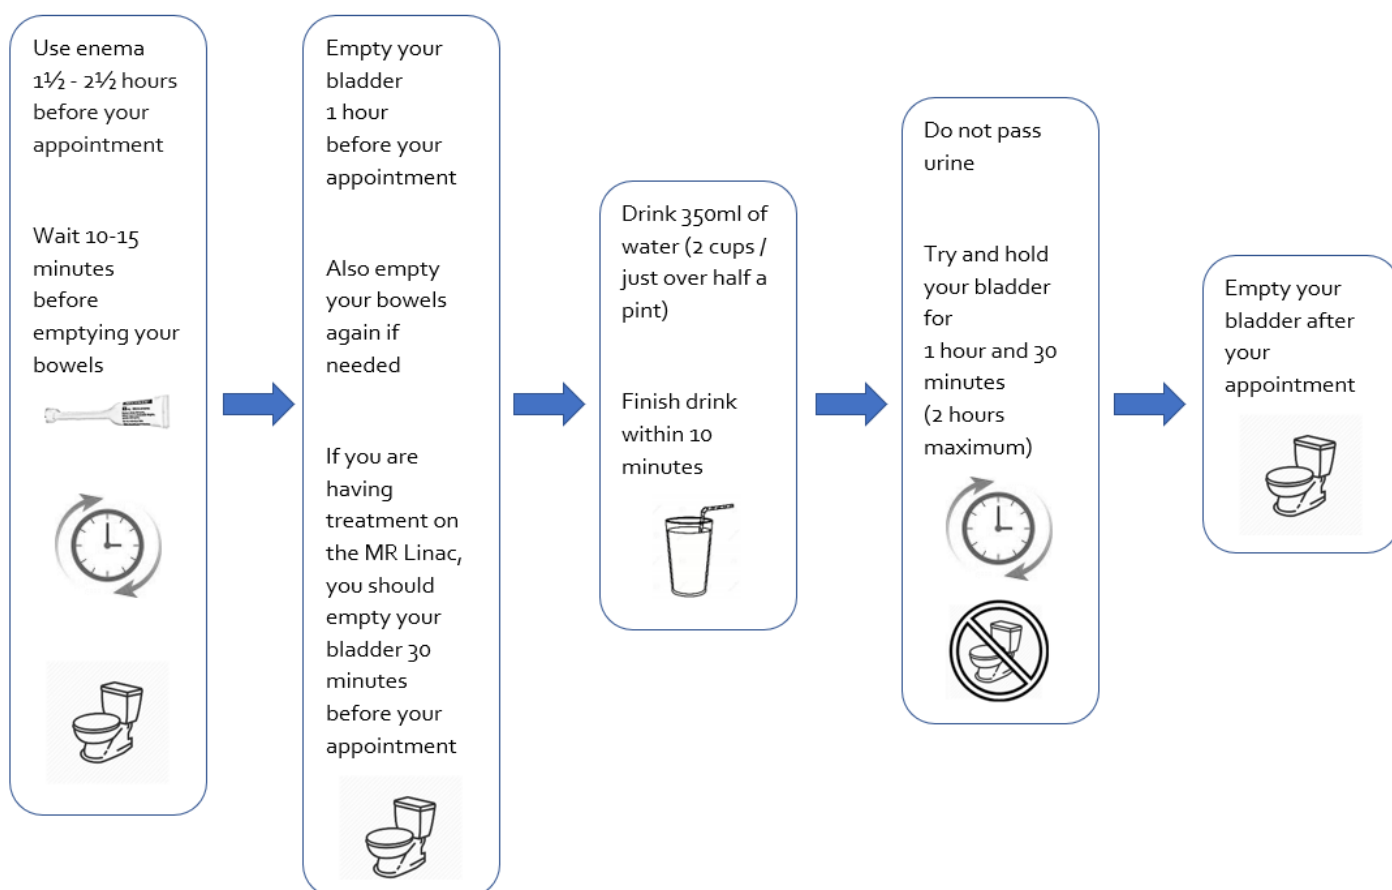 Use enema
1½ - 2½ hours
before your
appointment
Wait 10-15
minutes
before
emptying your
bowels
Empty your
bladder
1 hour
before your
appointment
Also empty
your bowels
again if
needed
If you are
having
treatment on
the MR Linac,
you should
empty your
bladder 30
minutes
before your
appointment
Drink 350ml of
water (2 cups /
just over half a
pint)
Finish drink
within 10
minutes
Do not pass
urine
Try and hold
your bladder
for
1 hour and 30
minutes
(2 hours
maximum)
Empty your
bladder after
your
appointment